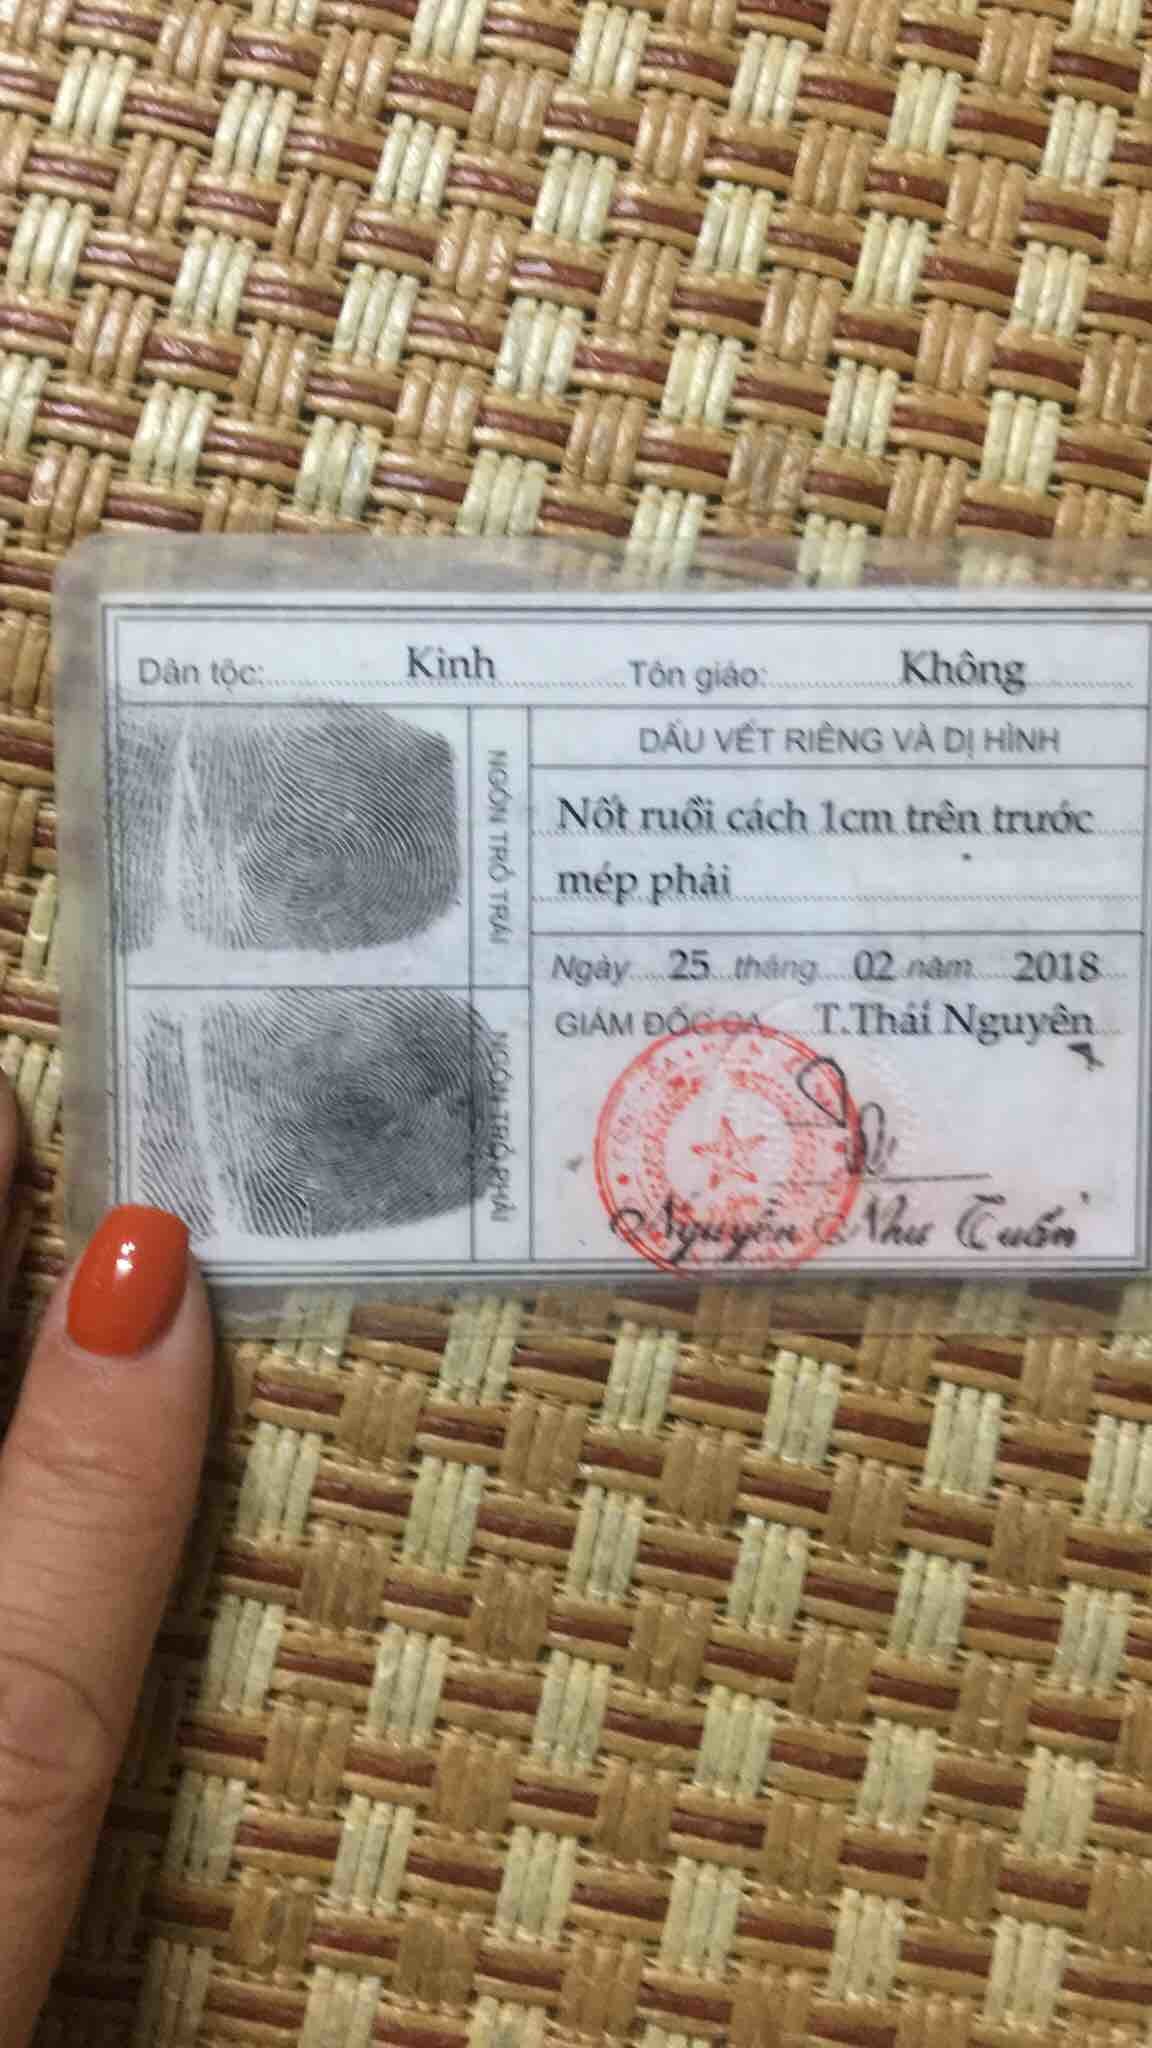 Dân tộc: Kinh Tôn giáo: Không
NGÓN TRỎ TRÁI
DẤU VẾT RIÊNG VÀ DỊ HÌNH
Nốt ruồi cách 1cm trên trước
mép phải
Ngày 25 tháng 02 năm 2018
GIÁM ĐỐC CA T.Thái Nguyên
NGÓN TRỎ PHẢI
Nguyễn Như Tuấn